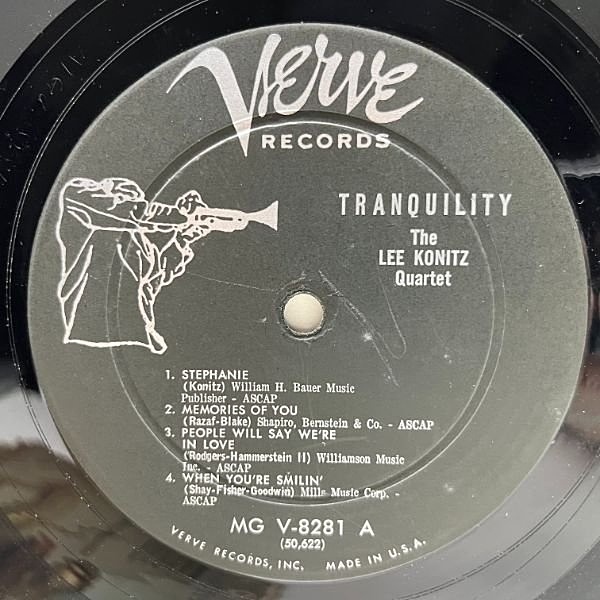 Verve
RECORDS
TRANQUILITY
The
LEE KONITZ
Quartet
1. STEPHANIE
(Konitz) William H. Bauer Music
Publisher - ASCAP
2. MEMORIES OF YOU
(Razaf-Blake) Shapiro, Bernstein & Co. - ASCAP
3. PEOPLE WILL SAY WE'RE
IN LOVE
(Rodgers-Hammerstein II) Williamson Music
Inc. - ASCAP
4. WHEN YOU'RE SMILIN'
(Shay-Fisher-Goodwin) Mills Music Corp. -
ASCAP
MG V-8281 A
(50,622)
VERVE RECORDS, INC. MADE IN U.S.A.